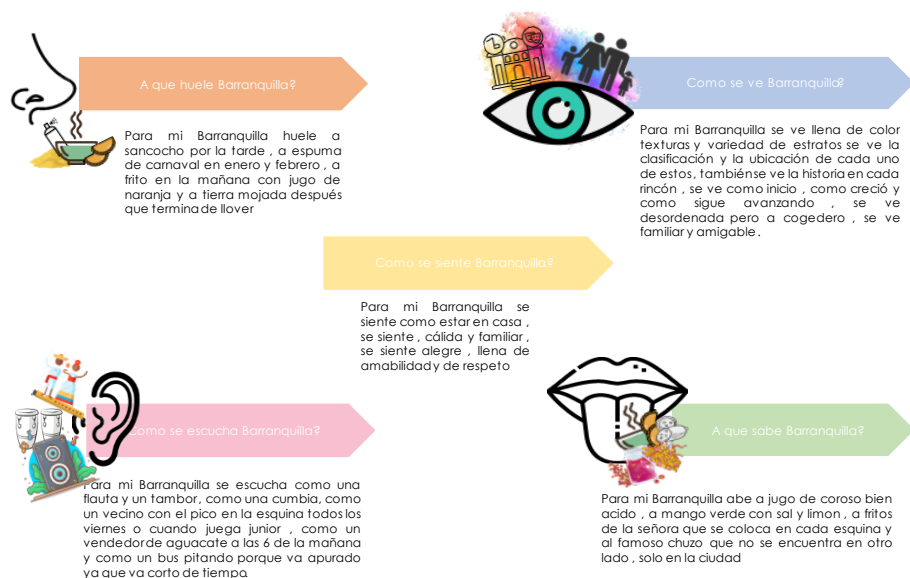 A que huele Barranquilla?
Para mi Barranquilla huele a
sancocho por la tarde , a espuma
de carnaval en enero y febrero , a
frito en la mañana con jugo de
naranja y a tierra mojada después
que termina de llover
Como se ve Barranquilla?
Para mi Barranquilla se ve llena de color
texturas y variedad de estratos se ve la
clasificación y la ubicación de cada uno
de estos, también se ve la historia en cada
rincón , se ve como inicio , como creció y
como sigue avanzando , se ve
desordenada pero a cogedero , se ve
familiar y amigable .
Como se siente Barranquilla?
Para mi Barranquilla se
siente como estar en casa ,
se siente , cálida y familiar ,
se siente alegre , llena de
amabilidad y de respeto
Como se escucha Barranquilla?
Para mi Barranquilla se escucha como una
flauta y un tambor, como una cumbia, como
un vecino con el pico en la esquina todos los
viernes o cuando juega junior , como un
vendedor de aguacate a las 6 de la mañana
y como un bus pitando porque va apurado
ya que va corto de tiempo.
A que sabe Barranquilla?
Para mi Barranquilla abe a jugo de coroso bien
acido , a mango verde con sal y limon , a fritos
de la señora que se coloca en cada esquina y
al famoso chuzo que no se encuentra en otro
lado , solo en la ciudad